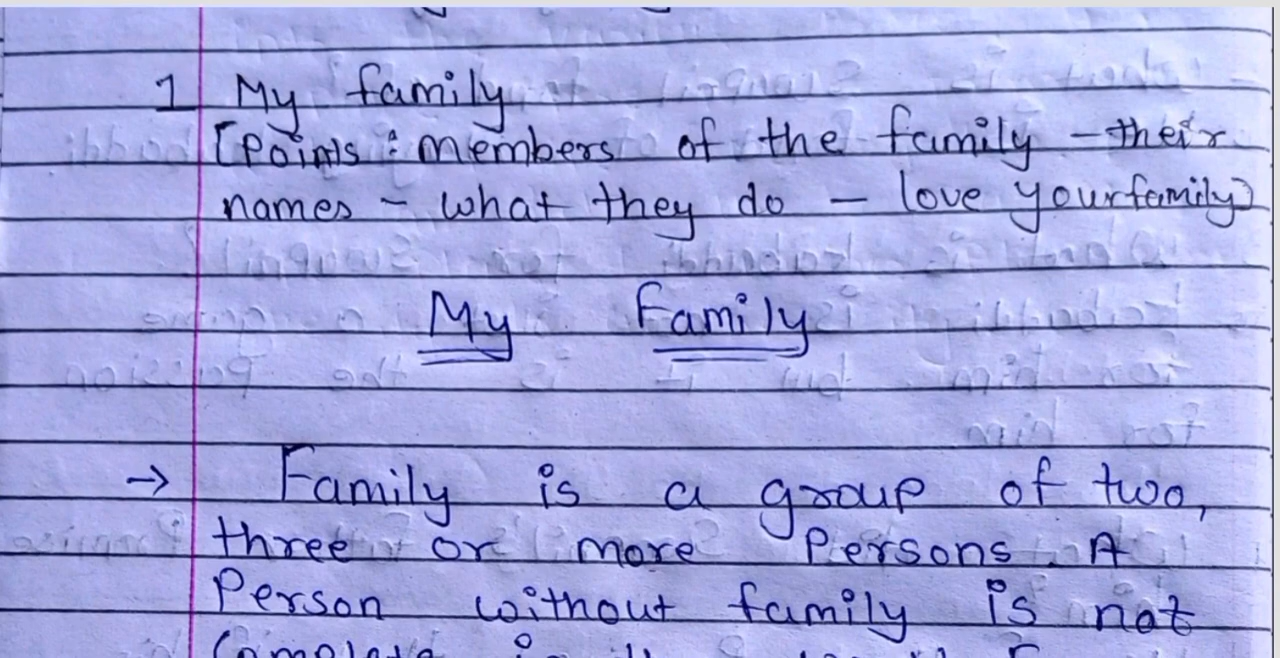 1 My family
[Points : members of the family - their
names - what they do - love your family]
My Family
→ Family is a group of two,
three or more Persons. A
Person without family is not